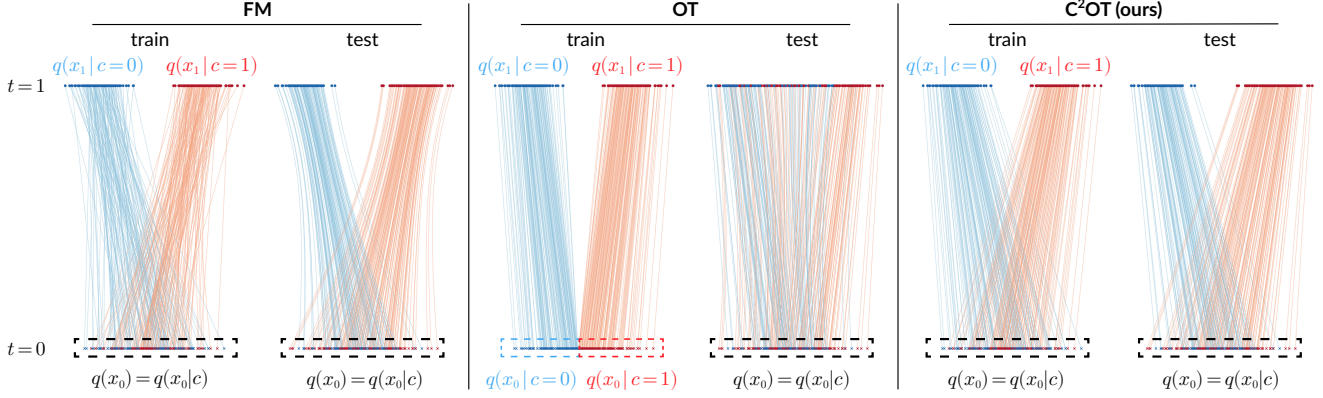 FM OT C²OT (ours)
train test train test train test
q(x₁|c=0) q(x₁|c=1) q(x₁|c=0) q(x₁|c=1) q(x₁|c=0) q(x₁|c=1)
t=1
t=0
q(x₀)=q(x₀|c) q(x₀)=q(x₀|c) q(x₀|c=0) q(x₀|c=1) q(x₀)=q(x₀|c) q(x₀)=q(x₀|c) q(x₀)=q(x₀|c)